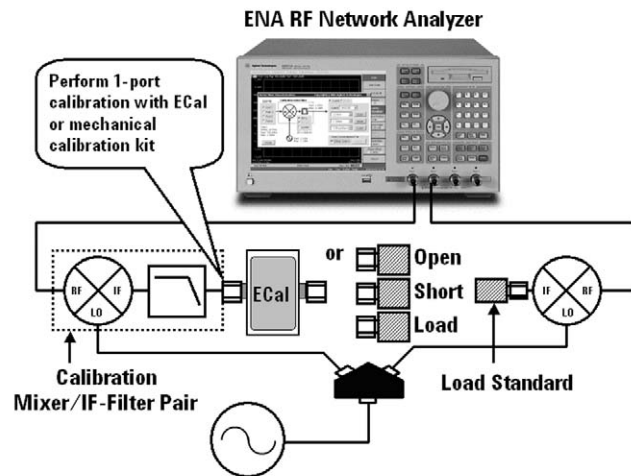 ENA RF Network Analyzer
Perform 1-port
calibration with ECal
or mechanical
calibration kit
or
Open
Short
Load
RF
IF
LO
ECal
IF
RF
LO
Calibration
Mixer/IF-Filter Pair
Load Standard